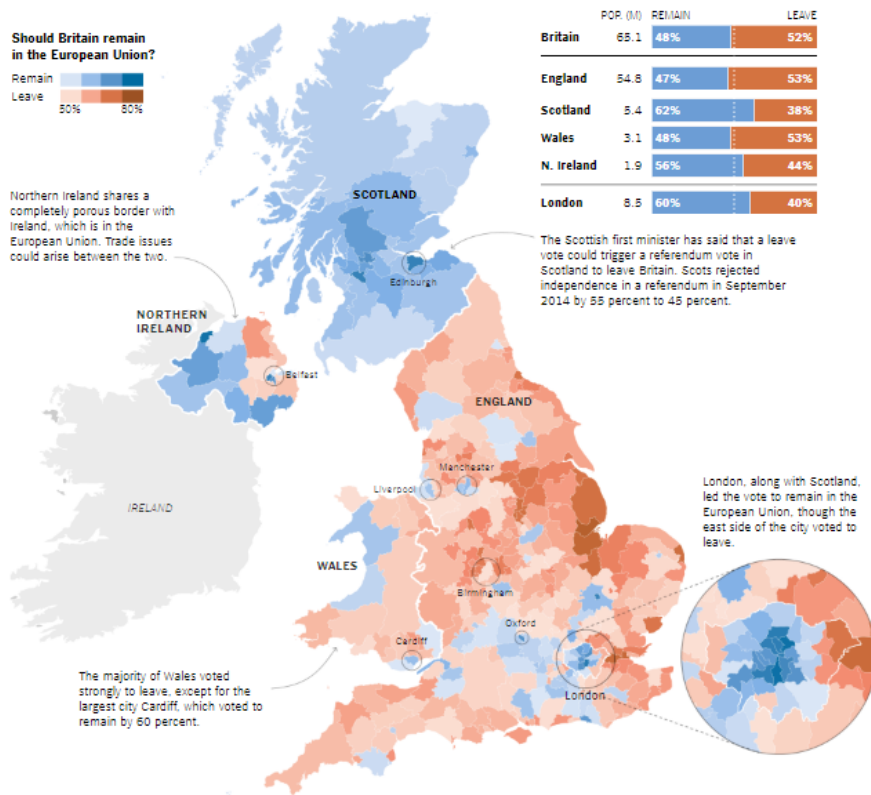 Should Britain remain
in the European Union?
Remain
Leave
50%
80%
POP. (M) REMAIN LEAVE
Britain 65.1 48% 52%
England 54.8 47% 53%
Scotland 5.4 62% 38%
Wales 3.1 48% 53%
N. Ireland 1.9 56% 44%
London 8.5 60% 40%
Northern Ireland shares a
completely porous border with
Ireland, which is in the
European Union. Trade issues
could arise between the two.
SCOTLAND
Edinburgh
The Scottish first minister has said that a leave
vote could trigger a referendum vote in
Scotland to leave Britain. Scots rejected
independence in a referendum in September
2014 by 55 percent to 45 percent.
NORTHERN
IRELAND
Belfast
ENGLAND
Manchester
Liverpool
IRELAND
London, along with Scotland,
led the vote to remain in the
European Union, though the
east side of the city voted to
leave.
WALES
Birmingham
Oxford
Cardiff
London
The majority of Wales voted
strongly to leave, except for the
largest city Cardiff, which voted to
remain by 60 percent.